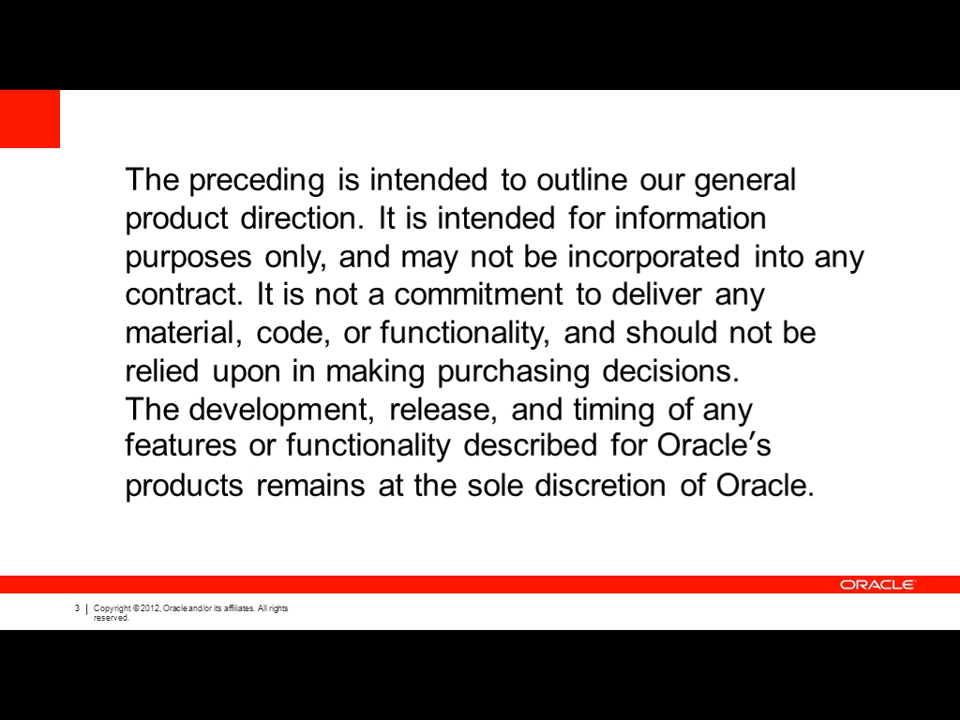 The preceding is intended to outline our general
product direction. It is intended for information
purposes only, and may not be incorporated into any
contract. It is not a commitment to deliver any
material, code, or functionality, and should not be
relied upon in making purchasing decisions.
The development, release, and timing of any
features or functionality described for Oracle’s
products remains at the sole discretion of Oracle.
ORACLE
3 | Copyright © 2012, Oracle and/or its affiliates. All rights
reserved.